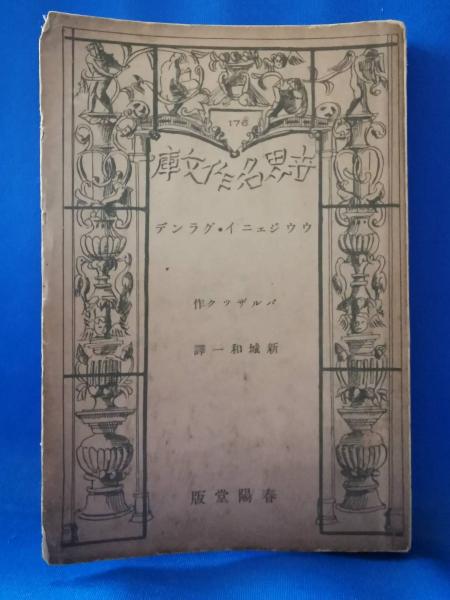 176
世界名作文庫
ウウジェニイ・グランデ
バルザック作
新城和一譯
春陽堂版